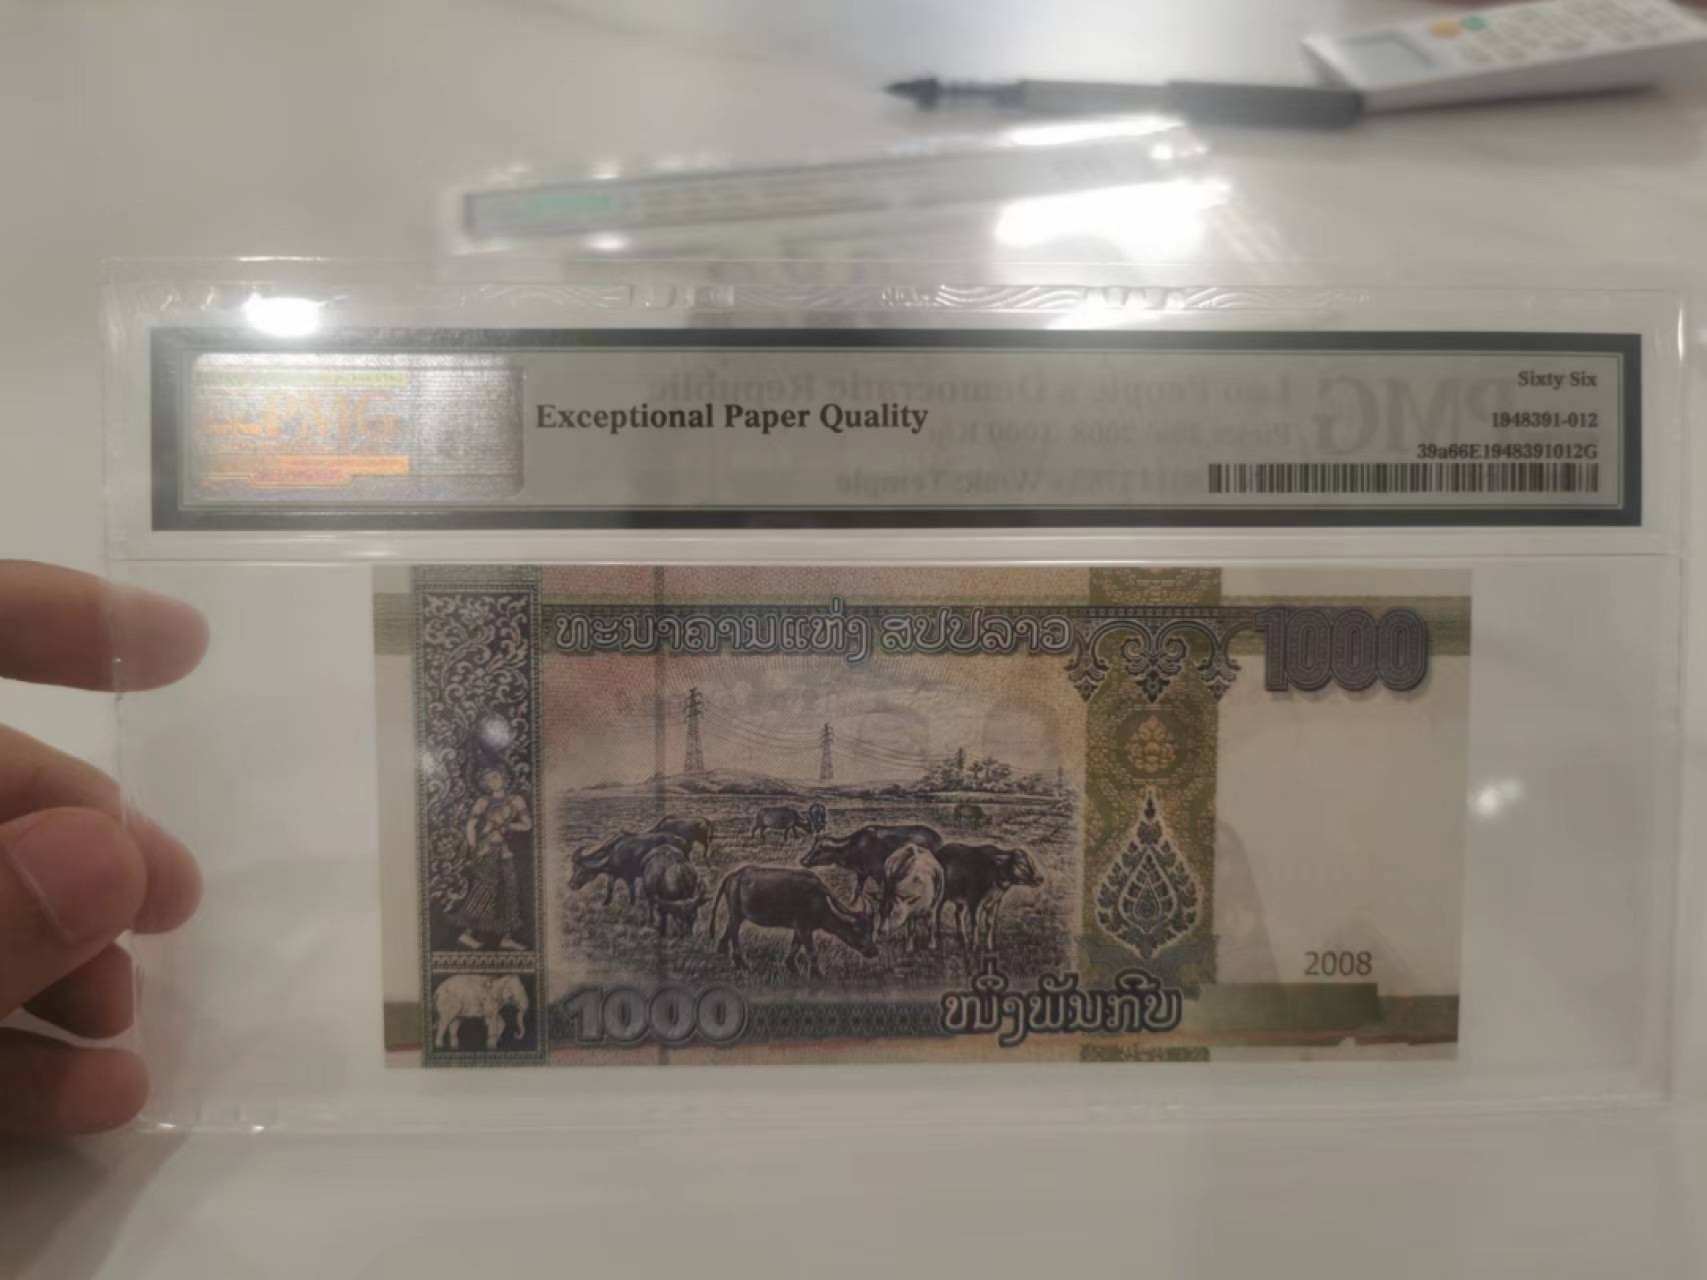 PMG
Exceptional Paper Quality
Sixty Six
1948391-012
39a66E1948391012G
ທະນາຄານແຫ່ງ ສປປລາວ
1000
2008
1000
ໜຶ່ງພັນກີບ